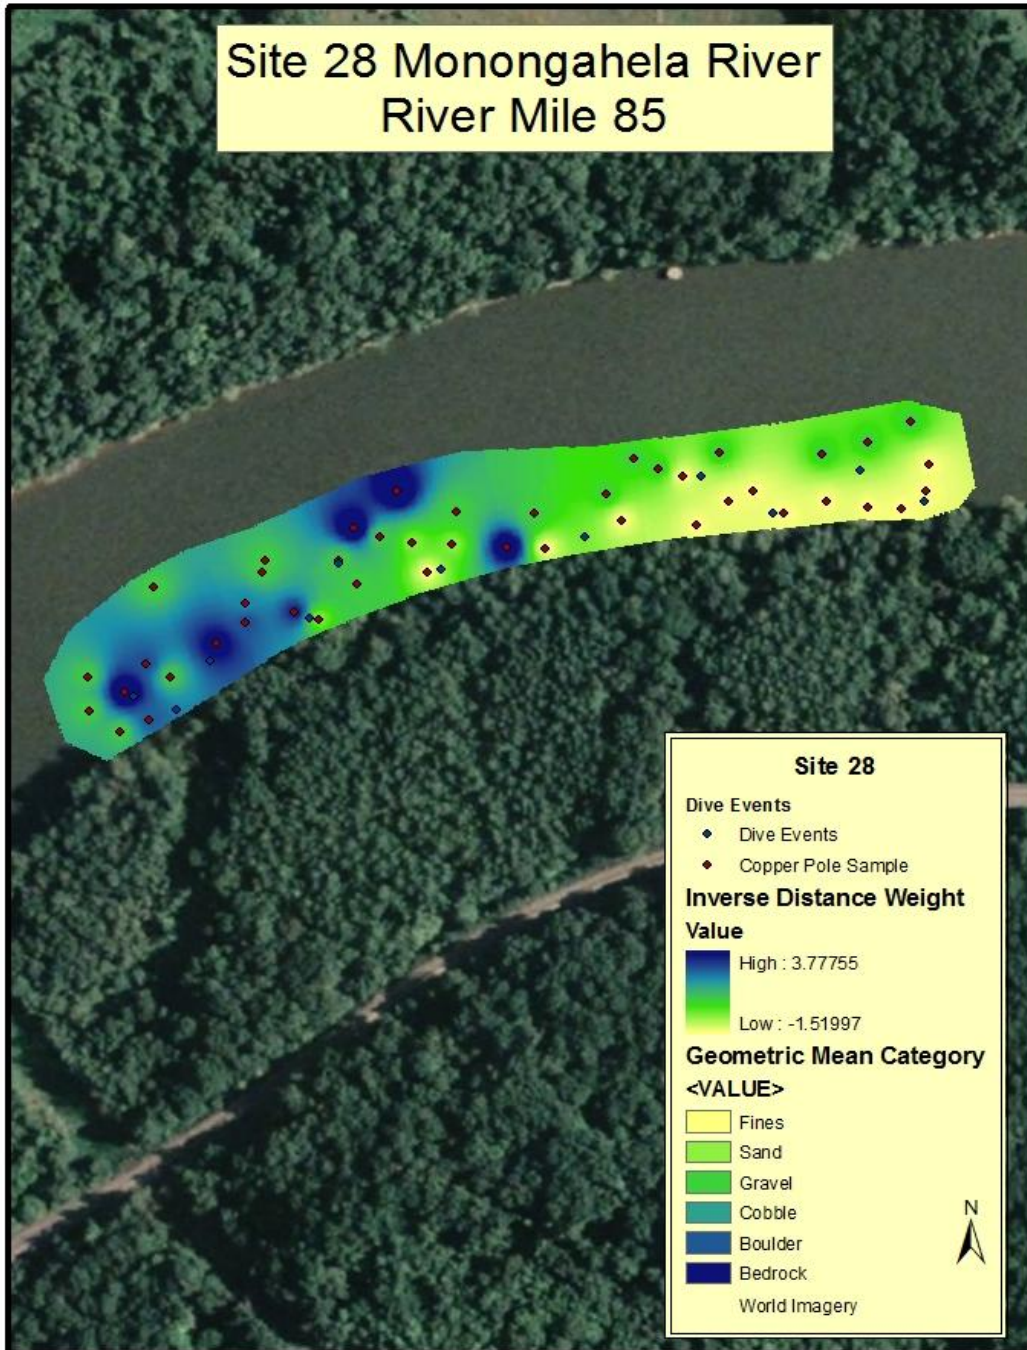 Site 28 Monongahela River
River Mile 85
Site 28
Dive Events
Dive Events
Copper Pole Sample
Inverse Distance Weight
Value
High : 3.77755
Low : -1.51997
Geometric Mean Category
<VALUE>
Fines
Sand
Gravel
Cobble
Boulder
Bedrock
World Imagery
N